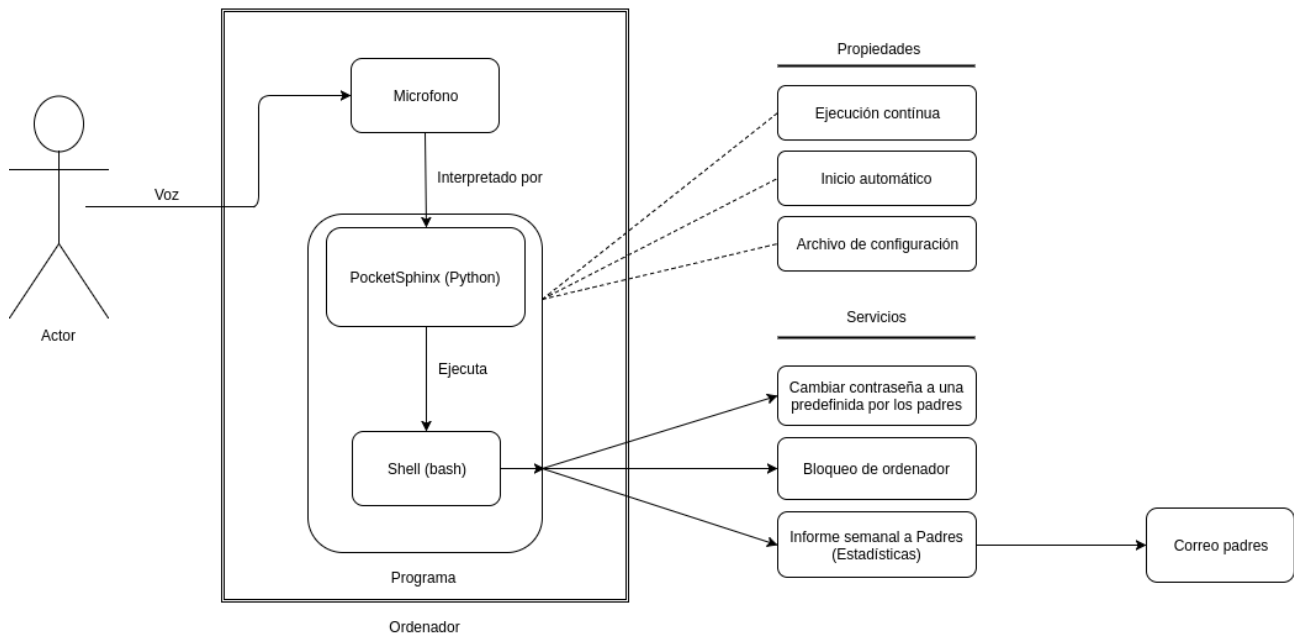 Propiedades
Microfono
Ejecución contínua
Interpretado por
Inicio automático
Voz
Archivo de configuración
PocketSphinx (Python)
Actor
Servicios
Ejecuta
Cambiar contraseña a una
predefinida por los padres
Shell (bash)
Bloqueo de ordenador
Informe semanal a Padres
(Estadísticas)
Correo padres
Programa
Ordenador